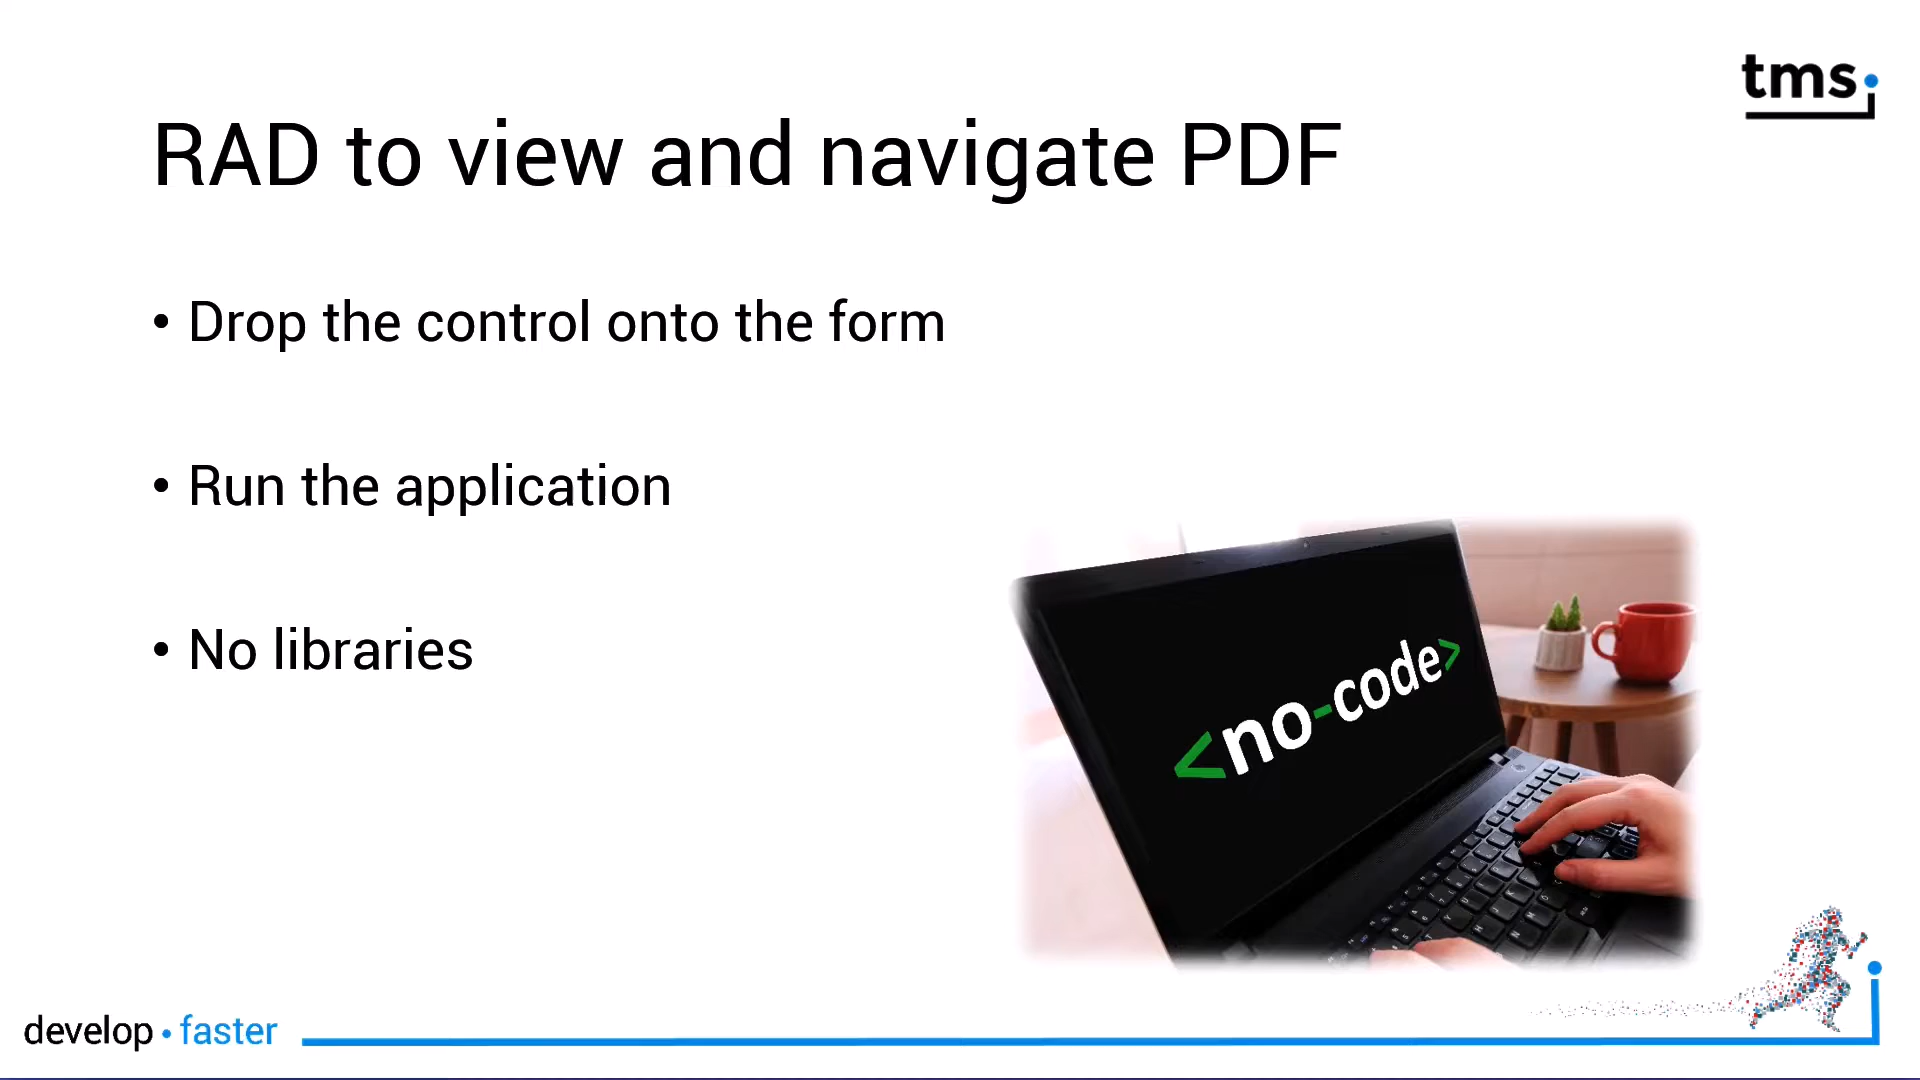 tms
RAD to view and navigate PDF
• Drop the control onto the form
• Run the application
• No libraries
<no-code>
develop • faster